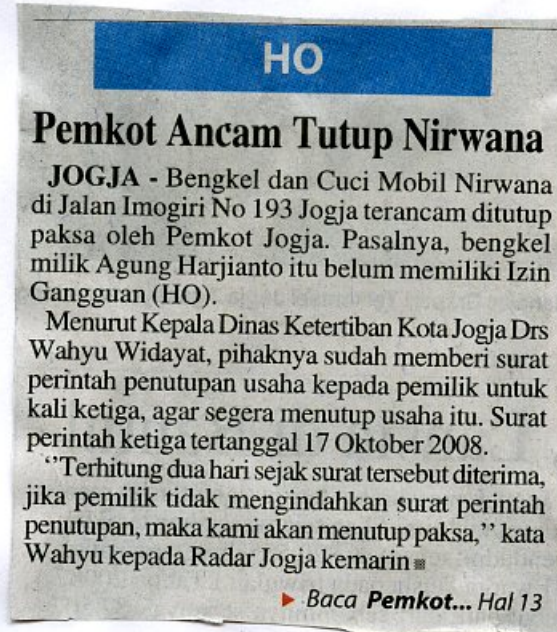 HO
Pemkot Ancam Tutup Nirwana
JOGJA - Bengkel dan Cuci Mobil Nirwana
di Jalan Imogiri No 193 Jogja terancam ditutup
paksa oleh Pemkot Jogja. Pasalnya, bengkel
milik Agung Harjianto itu belum memiliki Izin
Gangguan (HO).
Menurut Kepala Dinas Ketertiban Kota Jogja Drs
Wahyu Widayat, pihaknya sudah memberi surat
perintah penutupan usaha kepada pemilik untuk
kali ketiga, agar segera menutup usaha itu. Surat
perintah ketiga tertanggal 17 Oktober 2008.
‘’Terhitung dua hari sejak surat tersebut diterima,
jika pemilik tidak mengindahkan surat perintah
penutupan, maka kami akan menutup paksa,’’ kata
Wahyu kepada Radar Jogja kemarin ■
▶ Baca Pemkot... Hal 13